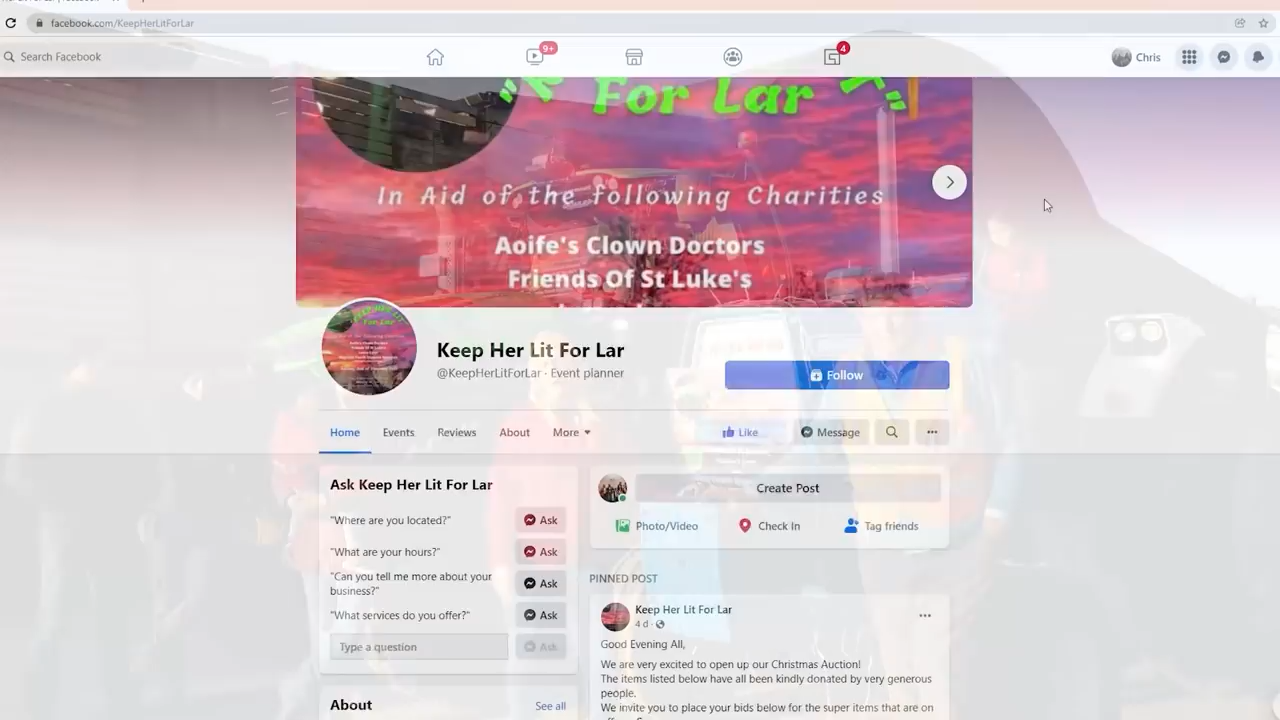 facebook.com/KeepHerLitForLar
Search Facebook
9+
4
Chris
For Lar
In Aid of the following Charities
Aoife's Clown Doctors
Friends Of St Luke's
Keep Her Lit For Lar
@KeepHerLitForLar · Event planner
Follow
Home Events Reviews About More
Like Message ...
Ask Keep Her Lit For Lar
"Where are you located?" Ask
"What are your hours?" Ask
"Can you tell me more about your
business?" Ask
"What services do you offer?" Ask
Type a question Ask
About See all
Create Post
Photo/Video Check In Tag friends
PINNED POST
Keep Her Lit For Lar ...
4 d ·
Good Evening All,
We are very excited to open up our Christmas Auction!
The items listed below have all been kindly donated by very generous
people.
We invite you to place your bids below for the super items that are on